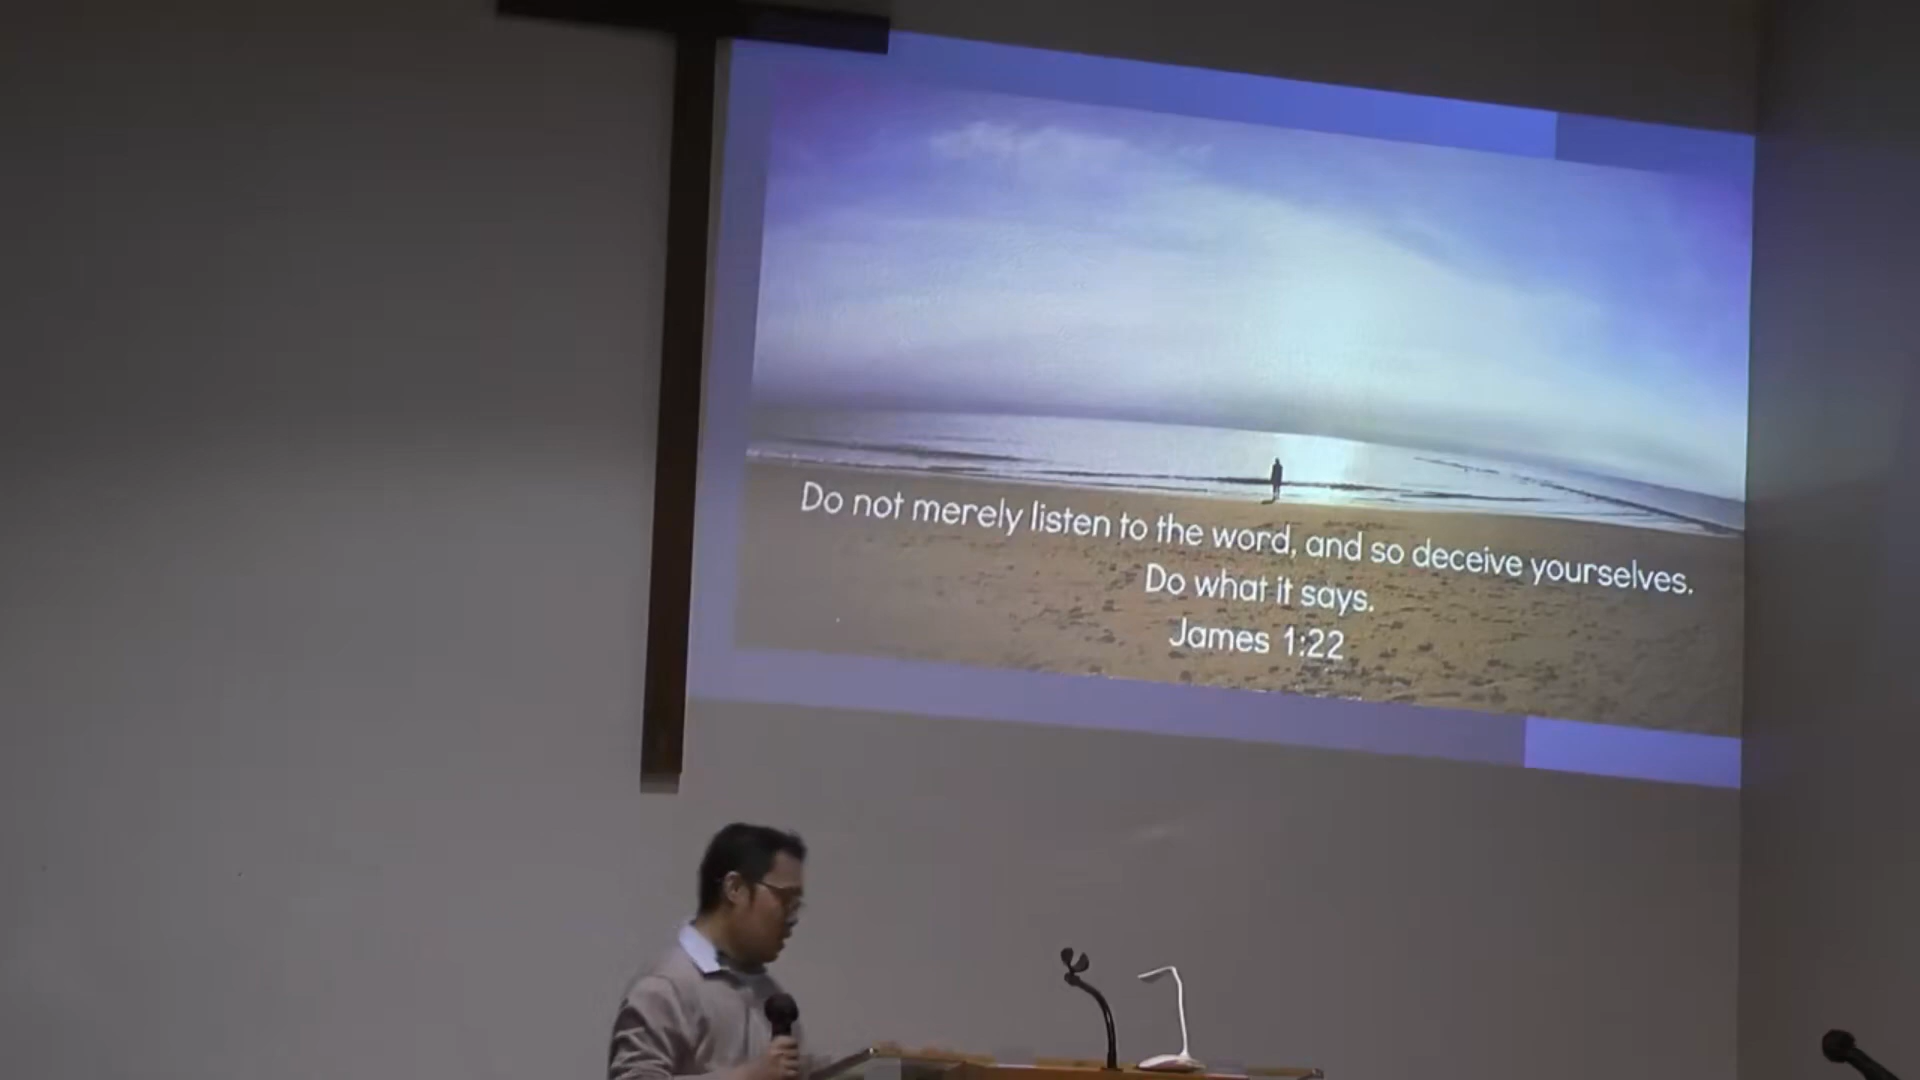 Do not merely listen to the word, and so deceive yourselves.
Do what it says.
James 1:22